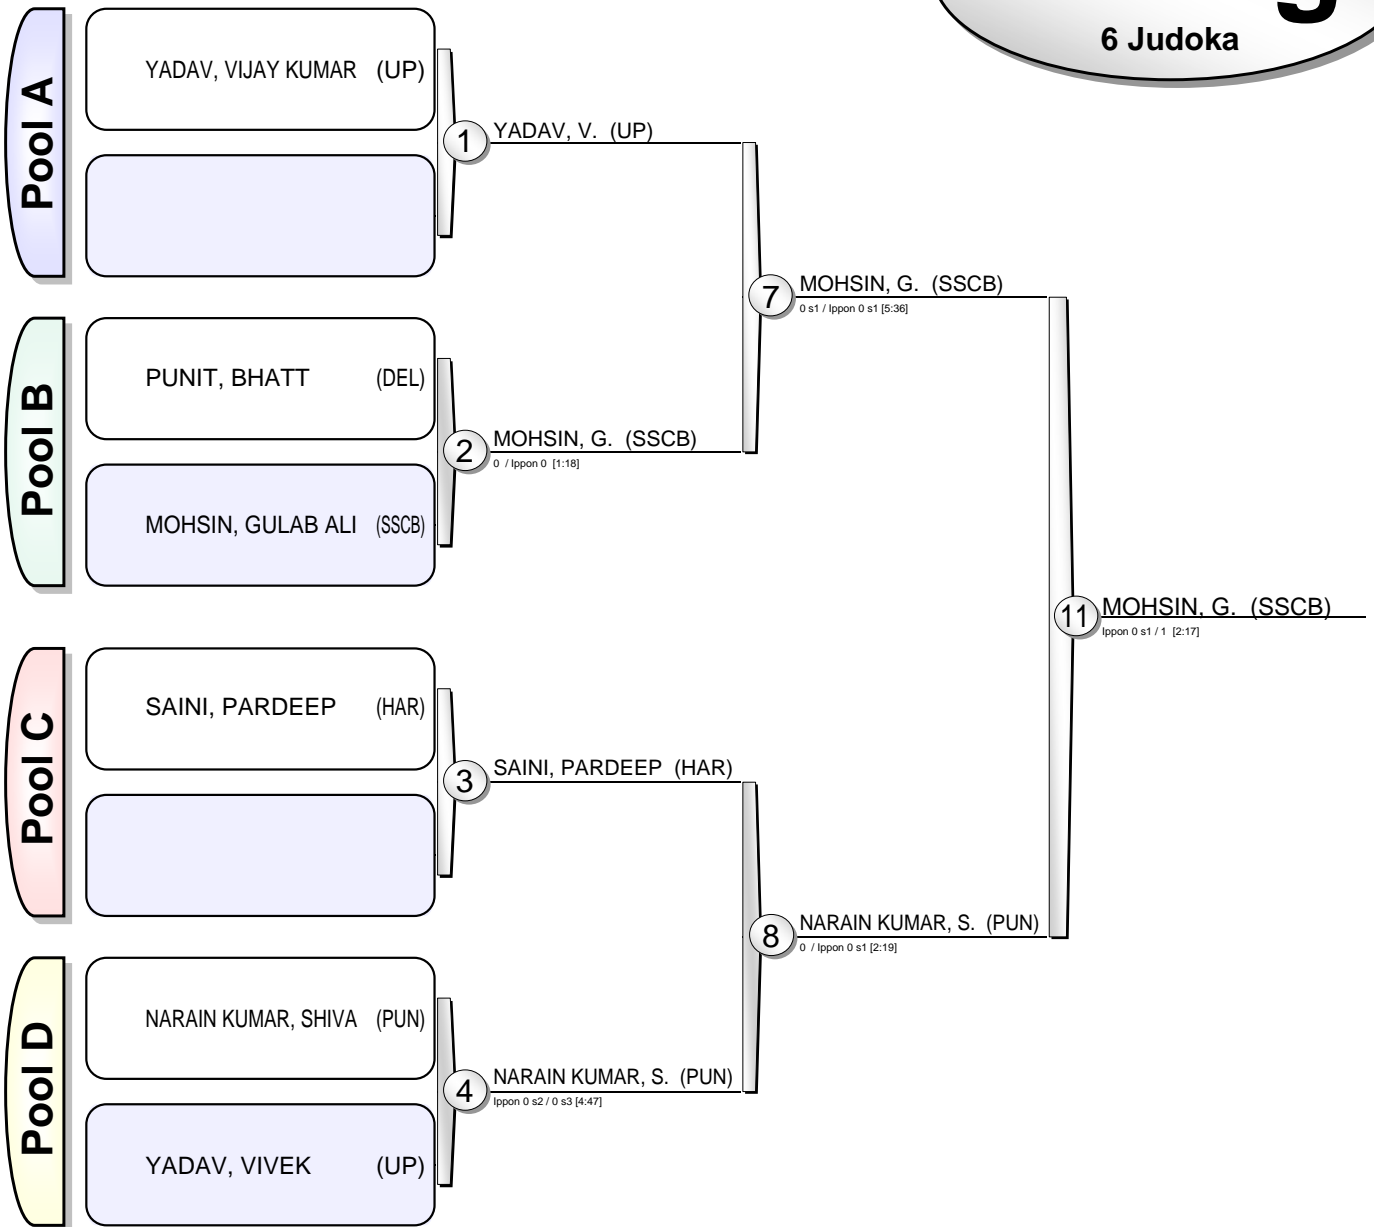 6 Judoka
Pool A
YADAV, VIJAY KUMAR (UP)
1 YADAV, V. (UP)
7 MOHSIN, G. (SSCB)
0 s1 / Ippon 0 s1 [5:36]
Pool B
PUNIT, BHATT (DEL)
2 MOHSIN, G. (SSCB)
0 / Ippon 0 [1:18]
MOHSIN, GULAB ALI (SSCB)
11 MOHSIN, G. (SSCB)
Ippon 0 s1 / 1 [2:17]
Pool C
SAINI, PARDEEP (HAR)
3 SAINI, PARDEEP (HAR)
8 NARAIN KUMAR, S. (PUN)
0 / Ippon 0 s1 [2:19]
Pool D
NARAIN KUMAR, SHIVA (PUN)
4 NARAIN KUMAR, S. (PUN)
Ippon 0 s2 / 0 s3 [4:47]
YADAV, VIVEK (UP)